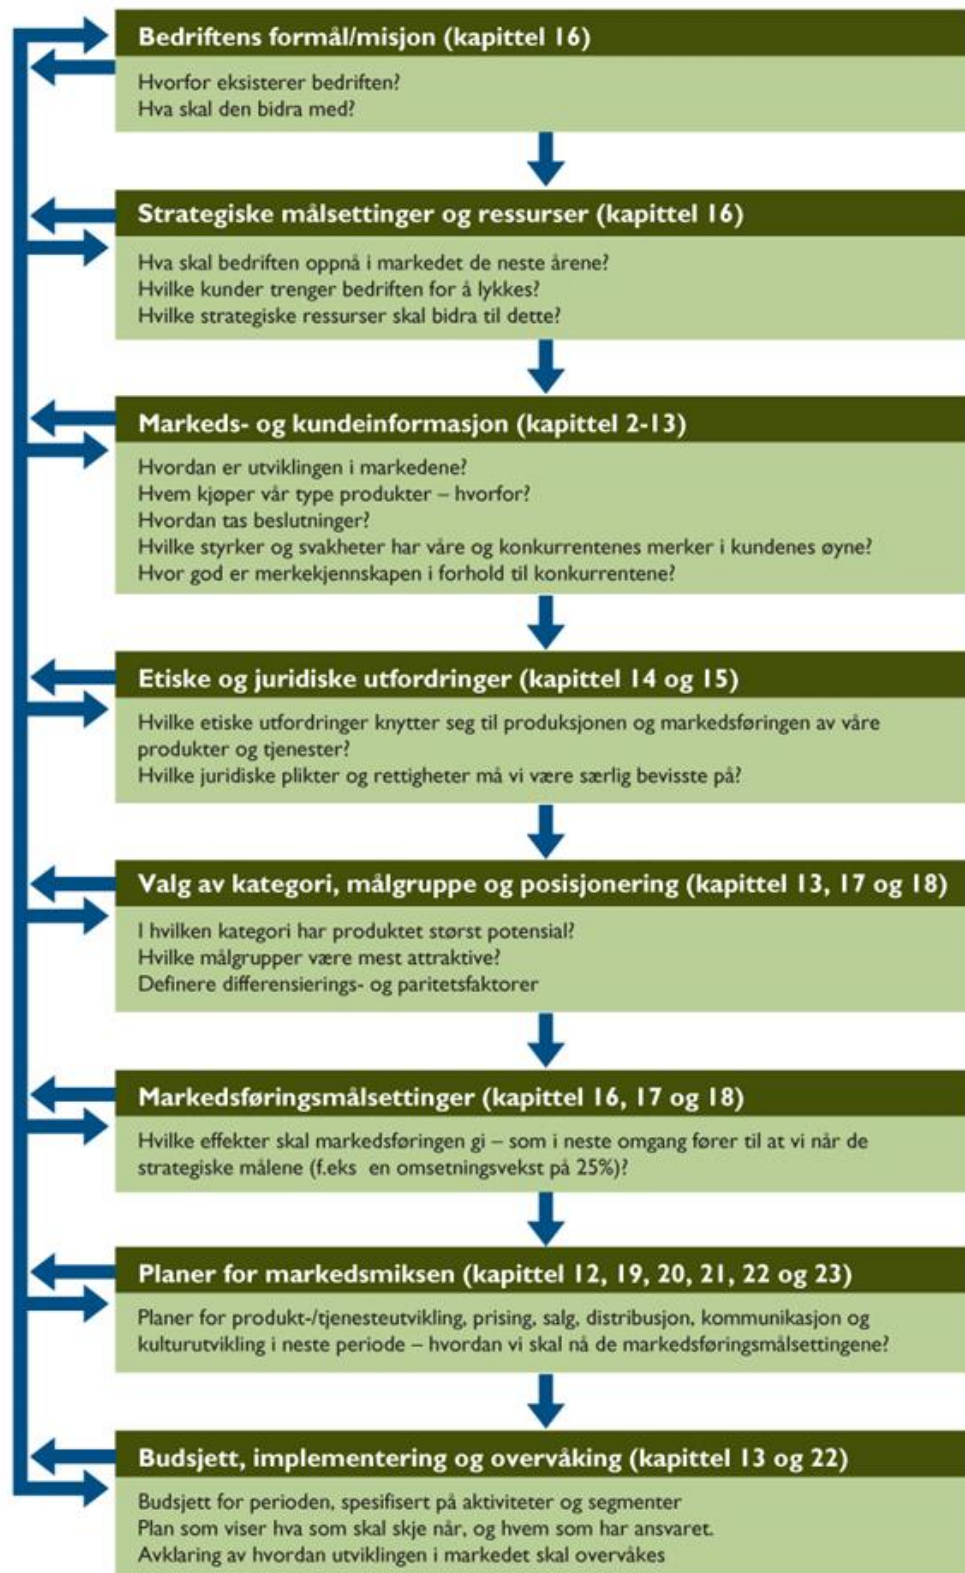 Bedriftens formål/misjon (kapittel 16)
Hvorfor eksisterer bedriften?
Hva skal den bidra med?
Strategiske målsettinger og ressurser (kapittel 16)
Hva skal bedriften oppnå i markedet de neste årene?
Hvilke kunder trenger bedriften for å lykkes?
Hvilke strategiske ressurser skal bidra til dette?
Markeds- og kundeinformasjon (kapittel 2-13)
Hvordan er utviklingen i markedene?
Hvem kjøper vår type produkter – hvorfor?
Hvordan tas beslutninger?
Hvilke styrker og svakheter har våre og konkurrentenes merker i kundenes øyne?
Hvor god er merkekjennskapen i forhold til konkurrentene?
Etiske og juridiske utfordringer (kapittel 14 og 15)
Hvilke etiske utfordringer knytter seg til produksjonen og markedsføringen av våre
produkter og tjenester?
Hvilke juridiske plikter og rettigheter må vi være særlig bevisste på?
Valg av kategori, målgruppe og posisjonering (kapittel 13, 17 og 18)
I hvilken kategori har produktet størst potensial?
Hvilke målgrupper være mest attraktive?
Definere differensierings- og paritetsfaktorer
Markedsføringsmålsettinger (kapittel 16, 17 og 18)
Hvilke effekter skal markedsføringen gi – som i neste omgang fører til at vi når de
strategiske målene (f.eks en omsetningsvekst på 25%)?
Planer for markedsmiksen (kapittel 12, 19, 20, 21, 22 og 23)
Planer for produkt-/tjenesteutvikling, prising, salg, distribusjon, kommunikasjon og
kulturutvikling i neste periode – hvordan vi skal nå de markedsføringsmålsettingene?
Budsjett, implementering og overvåking (kapittel 13 og 22)
Budsjett for perioden, spesifisert på aktiviteter og segmenter
Plan som viser hva som skal skje når, og hvem som har ansvaret.
Avklaring av hvordan utviklingen i markedet skal overvåkes